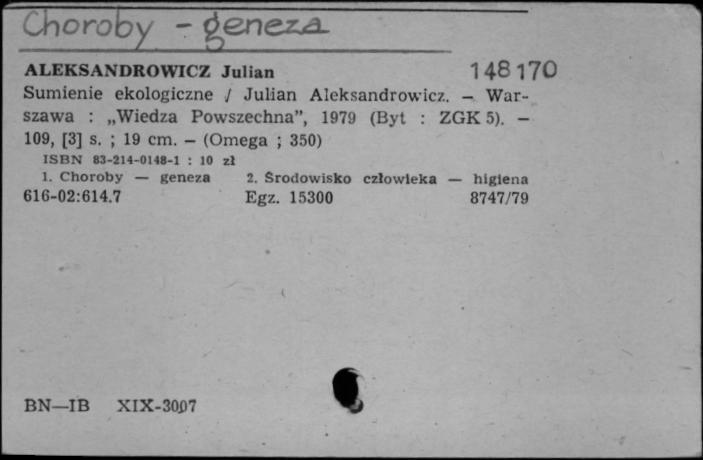 Choroby - geneza
ALEKSANDROWICZ Julian 148170
Sumienie ekologiczne / Julian Aleksandrowicz. — War-
szawa : „Wiedza Powszechna”, 1979 (Byt : ZGK 5). —
109, [3] s. ; 19 cm. — (Omega ; 350)
ISBN 83-214-0148-1 : 10 zł
1. Choroby — geneza 2. Środowisko człowieka — higiena
616-02:614.7 Egz. 15300 8747/79
BN—IB XIX-3007